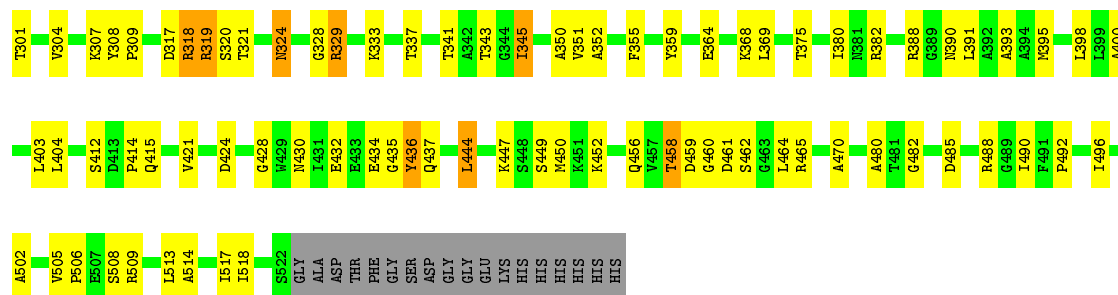 T301 V304 K307 Y308 P309 D317 R318 R319 S320 T321 N324 G328 R329 K333 T337 T341 A342 T343 G344 I345 A350 V351 A352 F355 Y359 E364 K368 L369 T375 I380 N381 R382 R388 G389 N390 L391 A392 A393 A394 M395 L398 L399 A400
L403 L404 S412 D413 P414 Q415 V421 D424 G428 W429 N430 I431 E432 E433 E434 G435 Y436 Q437 L444 K447 S448 S449 M450 K451 K452 Q456 V457 T458 D459 G460 D461 S462 G463 L464 R465 A470 A480 T481 G482 D485 R488 G489 I490 F491 P492 I496
A502 V505 P506 E507 S508 R509 L513 A514 I517 I518 S522 GLY ALA ASP THR PHE GLY SER ASP GLY GLY GLU LYS HIS HIS HIS HIS HIS HIS